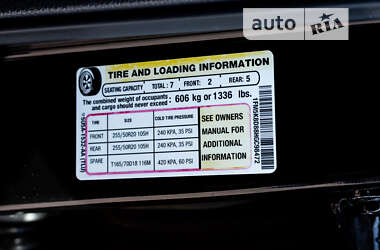 auto RIA
TIRE AND LOADING INFORMATION
SEATING CAPACITY TOTAL: 7 FRONT: 2 REAR: 5
The combined weight of occupants and cargo should never exceed: 606 kg or 1336 lbs.
TIRE SIZE COLD TIRE PRESSURE
FRONT 255/50R20 105H 240 KPA, 35 PSI
REAR 255/50R20 105H 240 KPA, 35 PSI
SPARE T165/70D18 116M 420 KPA, 60 PSI
SEE OWNERS
MANUAL FOR
ADDITIONAL
INFORMATION